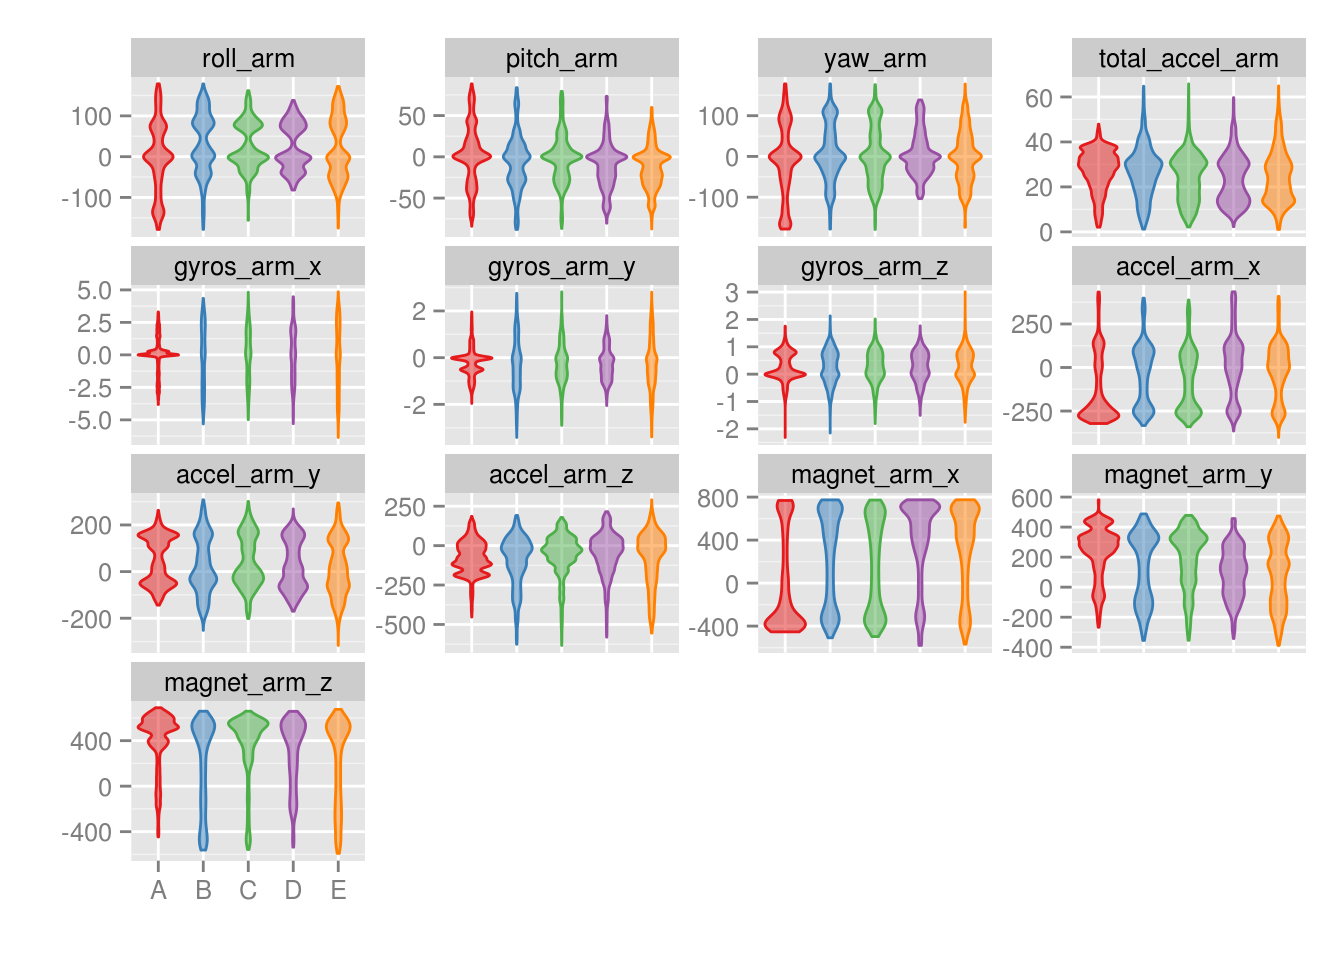 roll_arm pitch_arm yaw_arm total_accel_arm
100 0 -100
50 0 -50
100 0 -100
60 40 20 0
gyros_arm_x gyros_arm_y gyros_arm_z accel_arm_x
5.0 2.5 0.0 -2.5 -5.0
2 0 -2
3 2 1 0 -1 -2
250 0 -250
accel_arm_y accel_arm_z magnet_arm_x magnet_arm_y
200 0 -200
250 0 -250 -500
800 400 0 -400
600 400 200 0 -200 -400
magnet_arm_z
400 0 -400
A B C D E